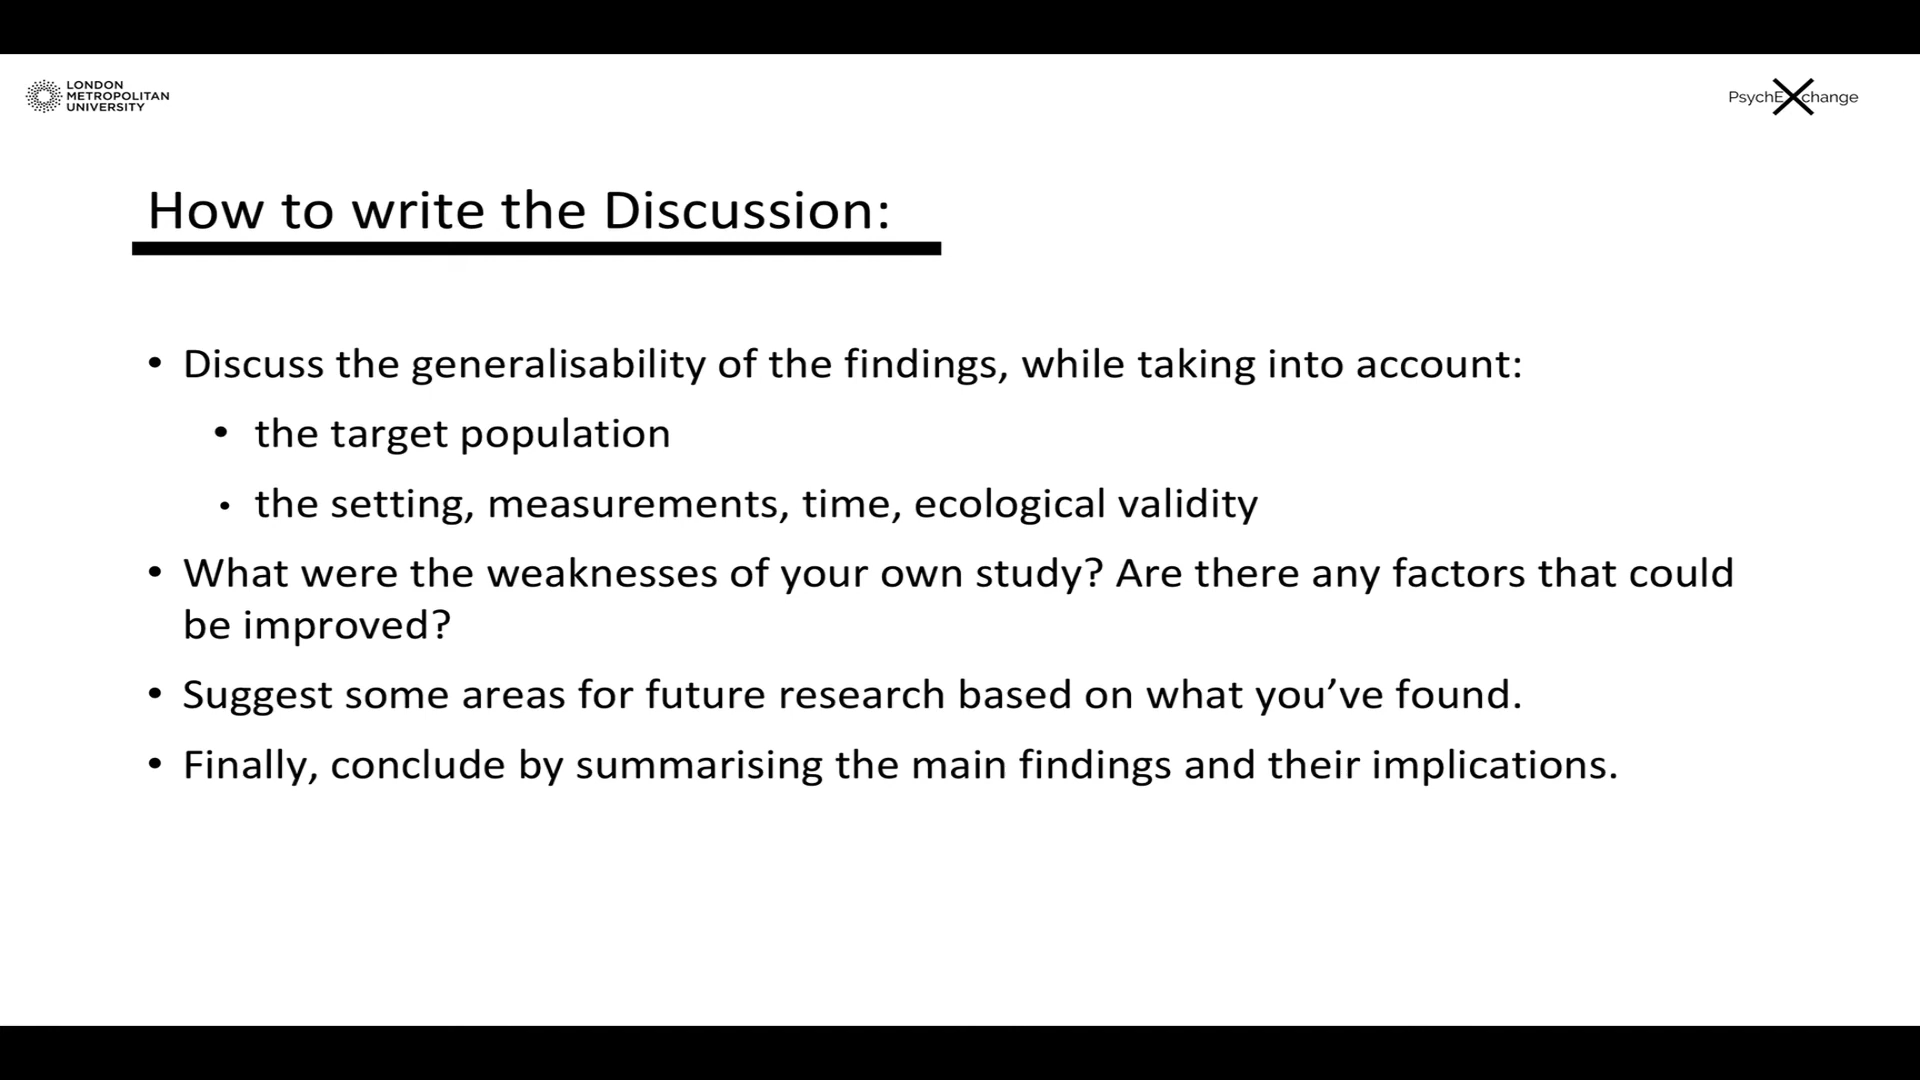 LONDON
METROPOLITAN
UNIVERSITY
PsychEXchange
How to write the Discussion:
• Discuss the generalisability of the findings, while taking into account:
• the target population
• the setting, measurements, time, ecological validity
• What were the weaknesses of your own study? Are there any factors that could
be improved?
• Suggest some areas for future research based on what you’ve found.
• Finally, conclude by summarising the main findings and their implications.